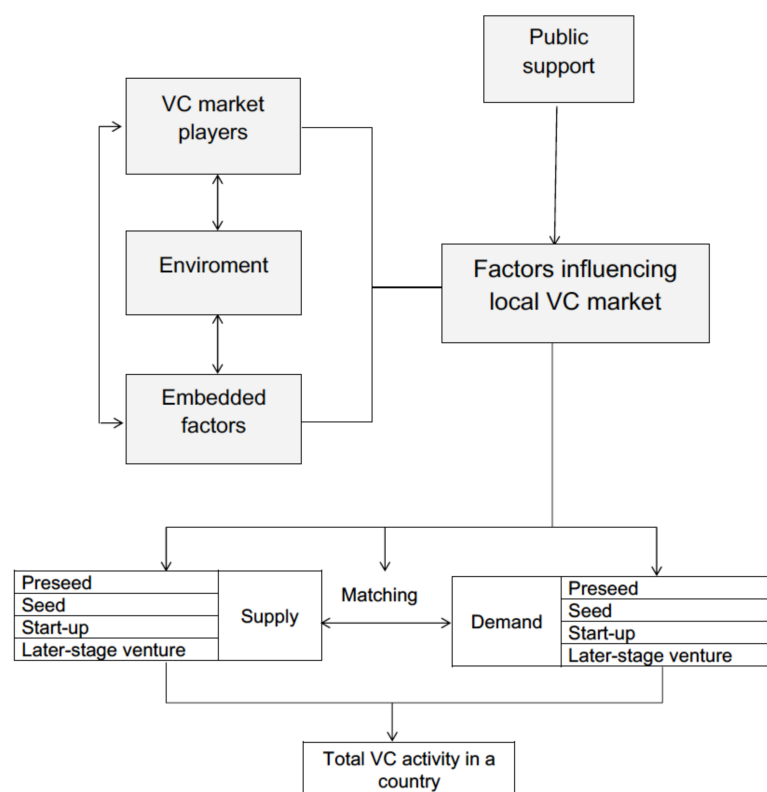 Public
support
VC market
players
Enviroment
Factors influencing
local VC market
Embedded
factors
Preseed
Seed
Start-up
Later-stage venture
Supply
Matching
Demand
Preseed
Seed
Start-up
Later-stage venture
Total VC activity in a
country